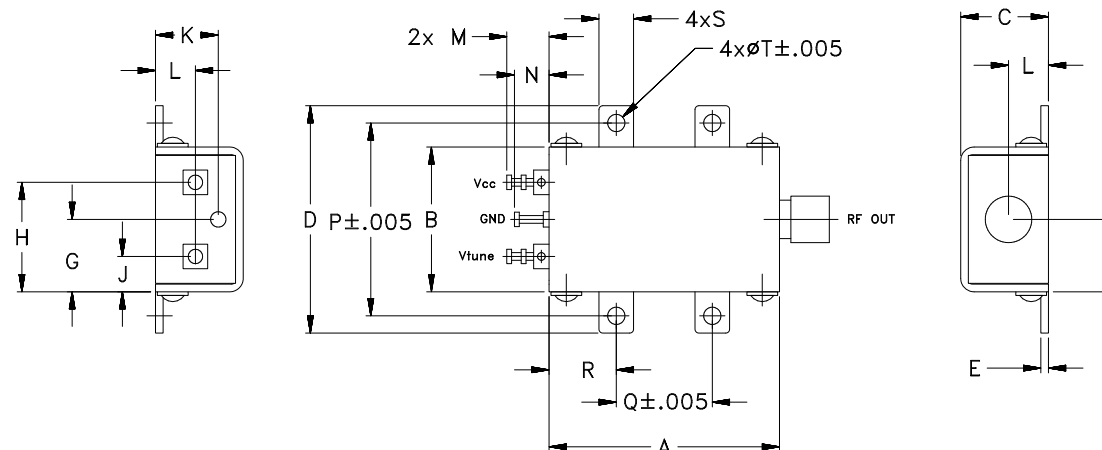 K
L
H
G
J
2x M
N
4xS
4xøT±.005
D
P±.005
B
Vcc
GND
Vtune
RF OUT
R
Q±.005
A
C
L
E